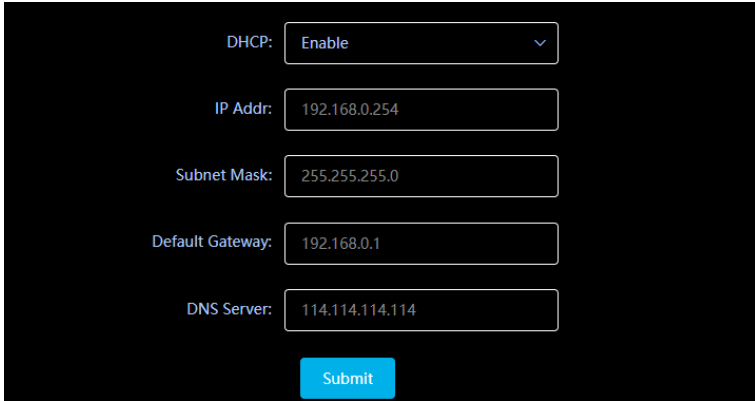 DHCP: Enable
IP Addr: 192.168.0.254
Subnet Mask: 255.255.255.0
Default Gateway: 192.168.0.1
DNS Server: 114.114.114.114
Submit